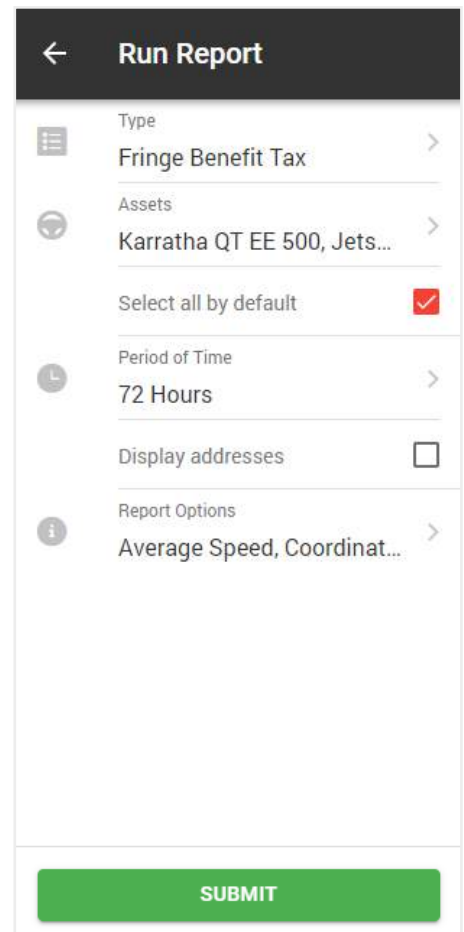 Run Report
Type
Fringe Benefit Tax
Assets
Karratha QT EE 500, Jets...
Select all by default
Period of Time
72 Hours
Display addresses
Report Options
Average Speed, Coordinat...
SUBMIT